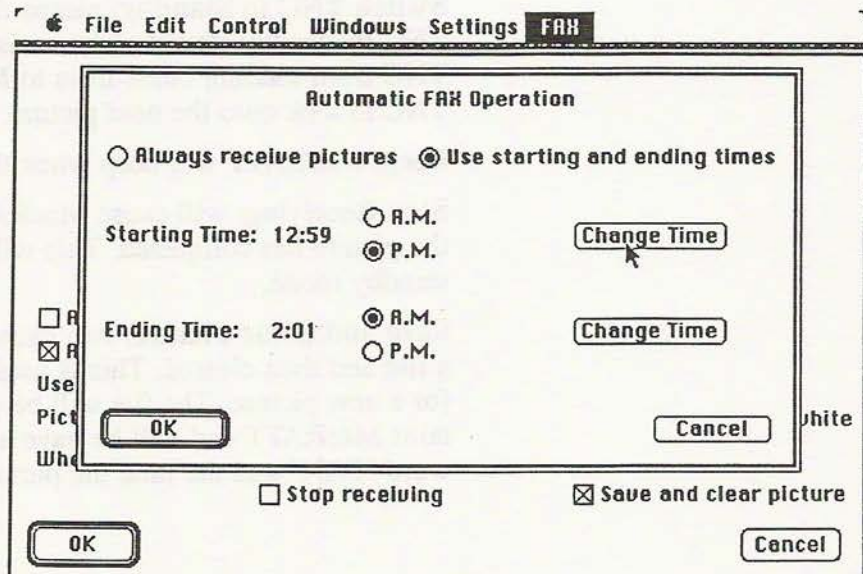 File Edit Control Windows Settings FAX
Automatic FAX Operation
Always receive pictures Use starting and ending times
A.M.
Starting Time: 12:59 Change Time
P.M.
A.M.
Ending Time: 2:01 Change Time
P.M.
Use
Pict white
OK Cancel
Whe
Stop receiving Save and clear picture
OK Cancel